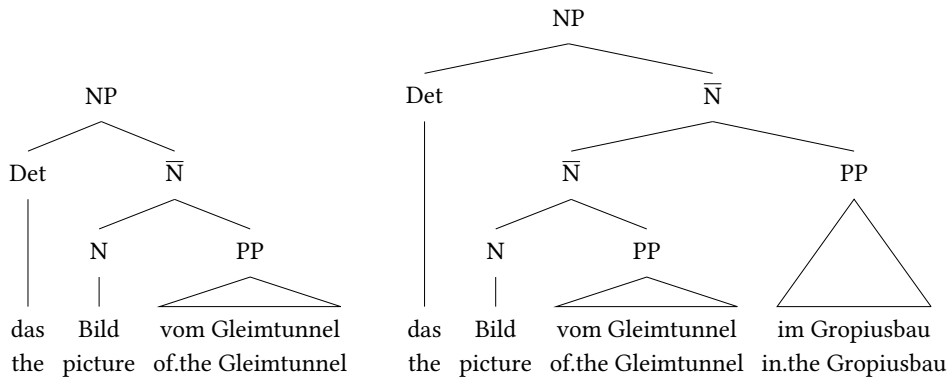 NP
Det N̅
N PP
das Bild vom Gleimtunnel
the picture of.the Gleimtunnel
NP
Det N̅
N̅ PP
N PP
das Bild vom Gleimtunnel im Gropiusbau
the picture of.the Gleimtunnel in.the Gropiusbau